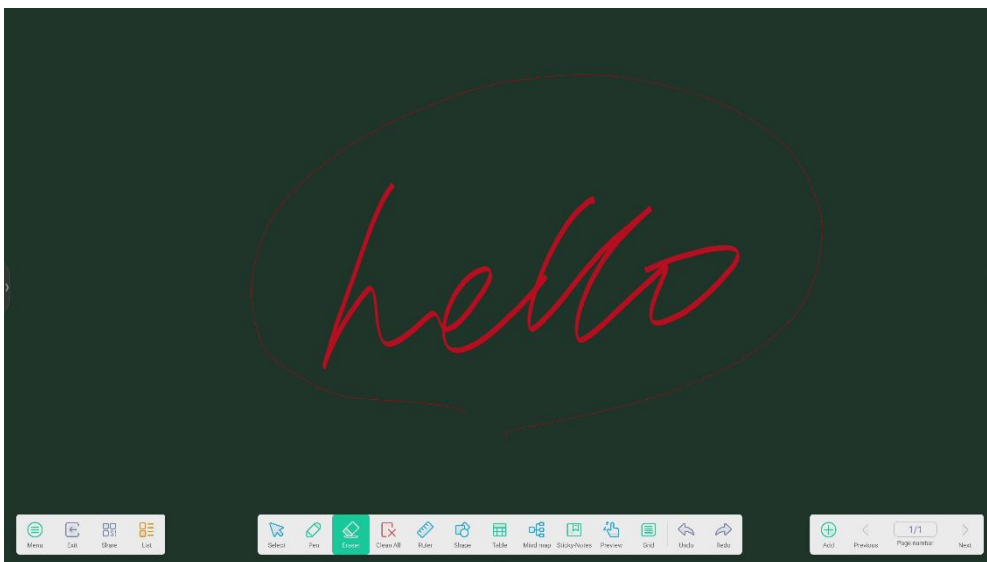 hello
1/1
Menu Exit Share List Select Pen Eraser Clean All Ruler Shape Table Mind map Sticky-Notes Preview Grid Undo Redo Add Previous Page number Next